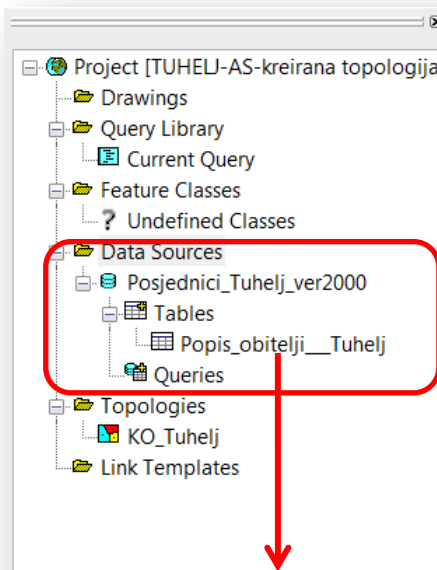 Project [TUHELJ-AS-kreirana topologija
Drawings
Query Library
Current Query
Feature Classes
? Undefined Classes
Data Sources
Posjednici_Tuhelj_ver2000
Tables
Popis_obitelji__Tuhelj
Queries
Topologies
KO_Tuhelj
Link Templates